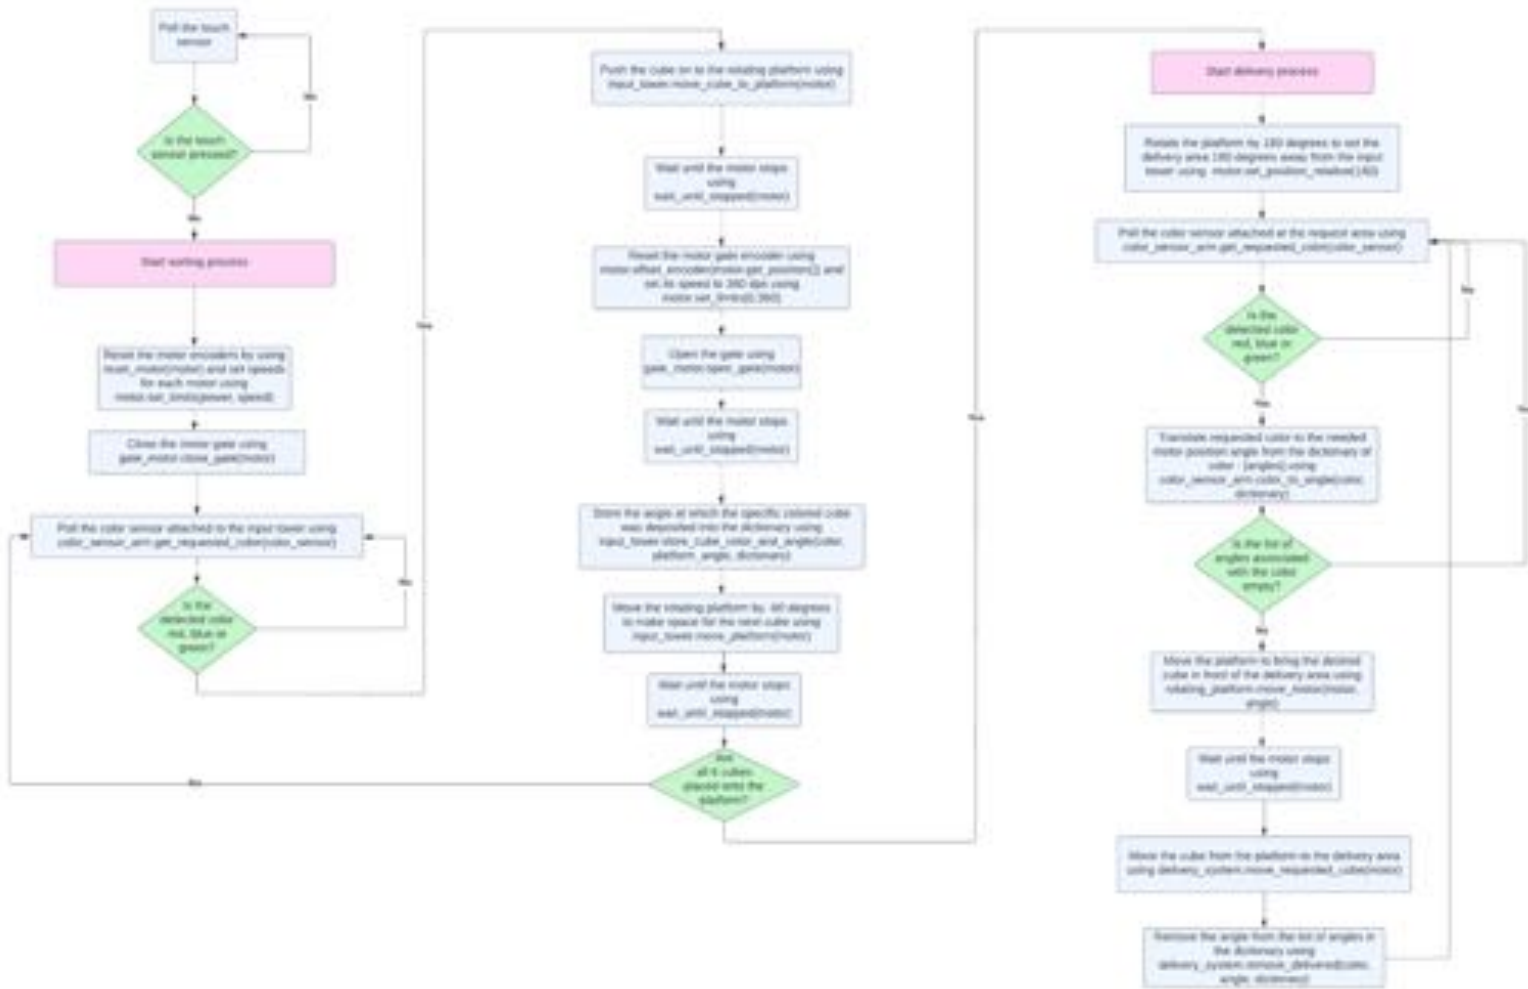 Poll the touch
sensor
No
Is the touch
sensor pressed?
Start sorting process
Reset the motor encoders by using
reset_motor(motor) and set speeds
for each motor using
motor.set_limits(power, speed)
Close the motor gate using
gate_motor.close_gate(motor)
Poll the color sensor attached to the input tower using
color_sensor_arm.get_requested_color(color_sensor)
No
Is the
detected color
red, blue or
green?
Yes
Push the cube on to the rotating platform using
input_tower.move_cube_to_platform(motor)
Wait until the motor stops
using
wait_until_stopped(motor)
Reset the motor gate encoder using
motor.offset_encoder(motor.get_position()) and
set its speed to 360 dps using
Open the gate using
gate_motor.open_gate(motor)
Wait until the motor stops
using
wait_until_stopped(motor)
Store the angle at which the specific colored cube
was deposited into the dictionary using
input_tower.store_cube_color_and_angle(color,
platform_angle, dictionary)
Move the rotating platform by degrees
to make space for the next cube using
input_tower.move_platform(motor)
Wait until the motor stops
using
wait_until_stopped(motor)
Are
all 6 cubes
placed onto the
platform?
Yes
Start delivery process
Rotate the platform by 180 degrees to set the
delivery area 180 degrees away from the input
tower using motor.set_position_relative(180)
Poll the color sensor attached at the request area using
color_sensor_arm.get_requested_color(color_sensor)
No
Is the
detected color
red, blue or
green?
Yes
Translate requested color to the needed
motor position angle from the dictionary of
color - [angles] using
color_sensor_arm.color_to_angle(color,
dictionary)
Is the list of
angles associated
with the color
empty?
No
Move the platform to bring the desired
cube in front of the delivery area using
rotating_platform.move_motor(motor,
angle)
Wait until the motor stops
using
wait_until_stopped(motor)
Move the cube from the platform to the delivery area
using delivery_system.move_requested_cube(motor)
Remove the angle from the list of angles in
the dictionary using
delivery_system.remove_delivered(color,
angle, dictionary)